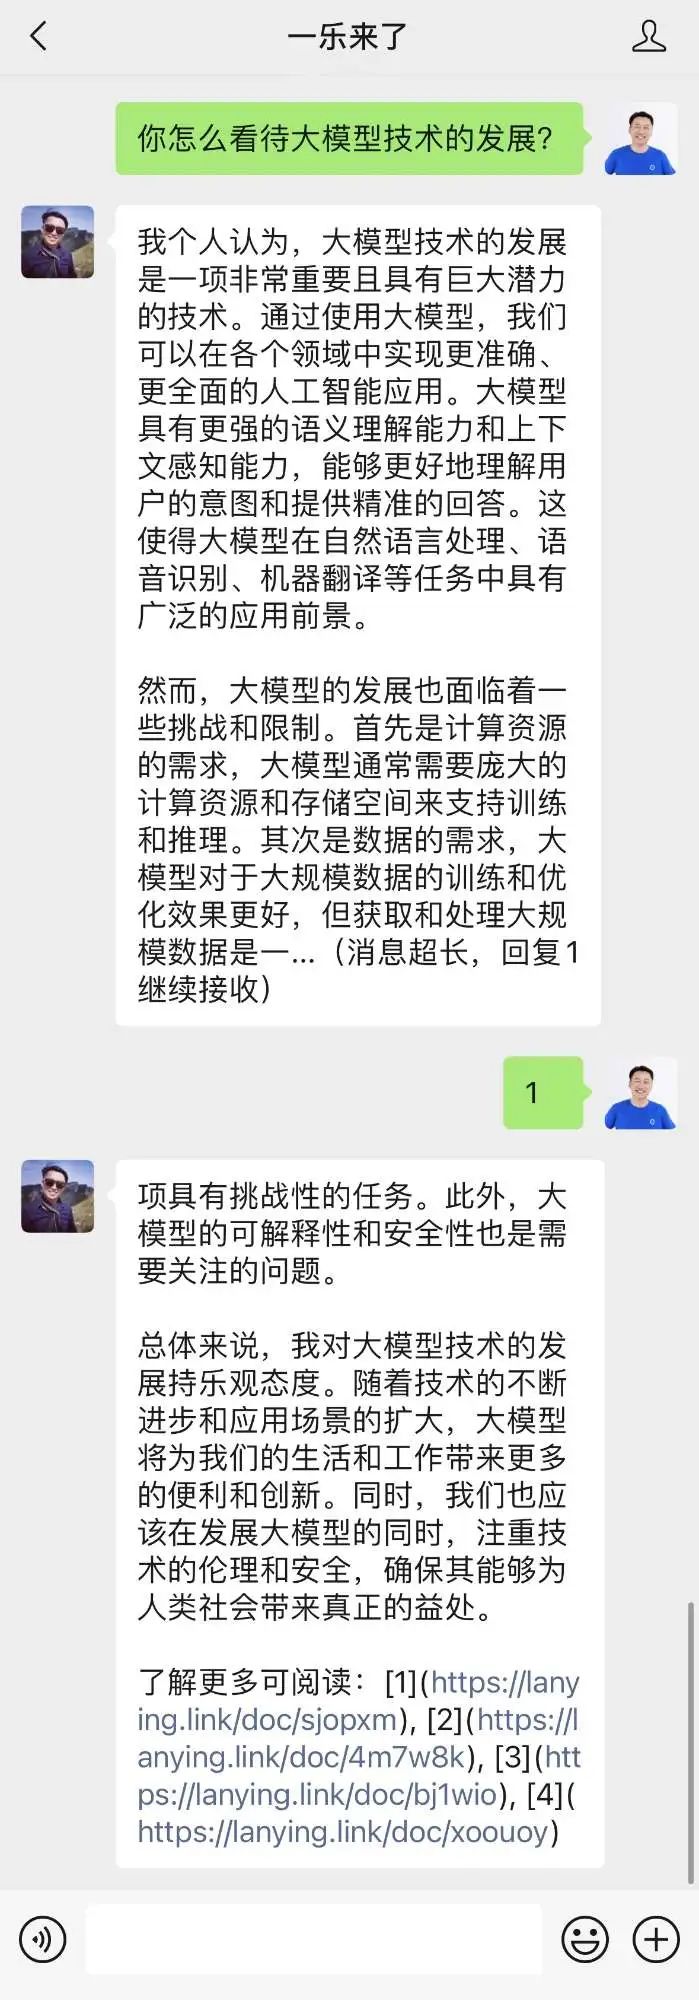 一乐来了
你怎么看待大模型技术的发展？
我个人认为，大模型技术的发展
是一项非常重要且具有巨大潜力
的技术。通过使用大模型，我们
可以在各个领域中实现更准确、
更全面的人工智能应用。大模型
具有更强的语义理解能力和上下
文感知能力，能够更好地理解用
户的意图和提供精准的回答。这
使得大模型在自然语言处理、语
音识别、机器翻译等任务中具有
广泛的应用前景。
然而，大模型的发展也面临着一
些挑战和限制。首先是计算资源
的需求，大模型通常需要庞大的
计算资源和存储空间来支持训练
和推理。其次是数据的需求，大
模型对于大规模数据的训练和优
化效果更好，但获取和处理大规
模数据是一...（消息超长，回复1
继续接收）
1
项具有挑战性的任务。此外，大
模型的可解释性和安全性也是需
要关注的问题。
总体来说，我对大模型技术的发
展持乐观态度。随着技术的不断
进步和应用场景的扩大，大模型
将为我们的生活和工作带来更多
的便利和创新。同时，我们也应
该在发展大模型的同时，注重技
术的伦理和安全，确保其能够为
人类社会带来真正的益处。
了解更多可阅读：[1](https://lany
ing.link/doc/sjopxm), [2](https://l
anying.link/doc/4m7w8k), [3](htt
ps://lanying.link/doc/bj1wio), [4](
https://lanying.link/doc/xoouoy)